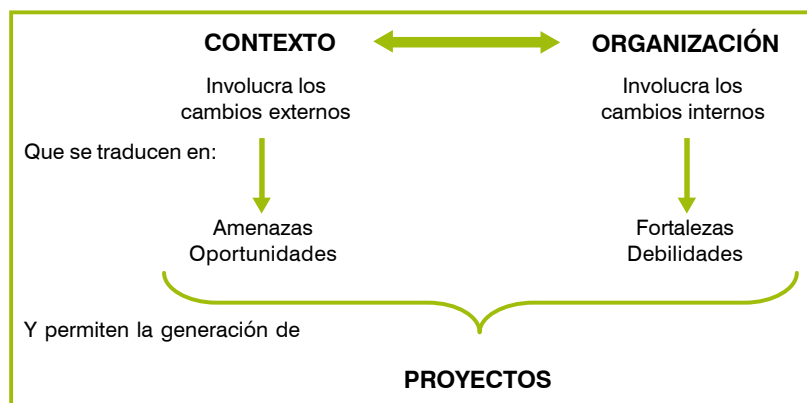 CONTEXTO
ORGANIZACIÓN
Involucra los
cambios externos
Involucra los
cambios internos
Que se traducen en:
Amenazas
Oportunidades
Fortalezas
Debilidades
Y permiten la generación de
PROYECTOS